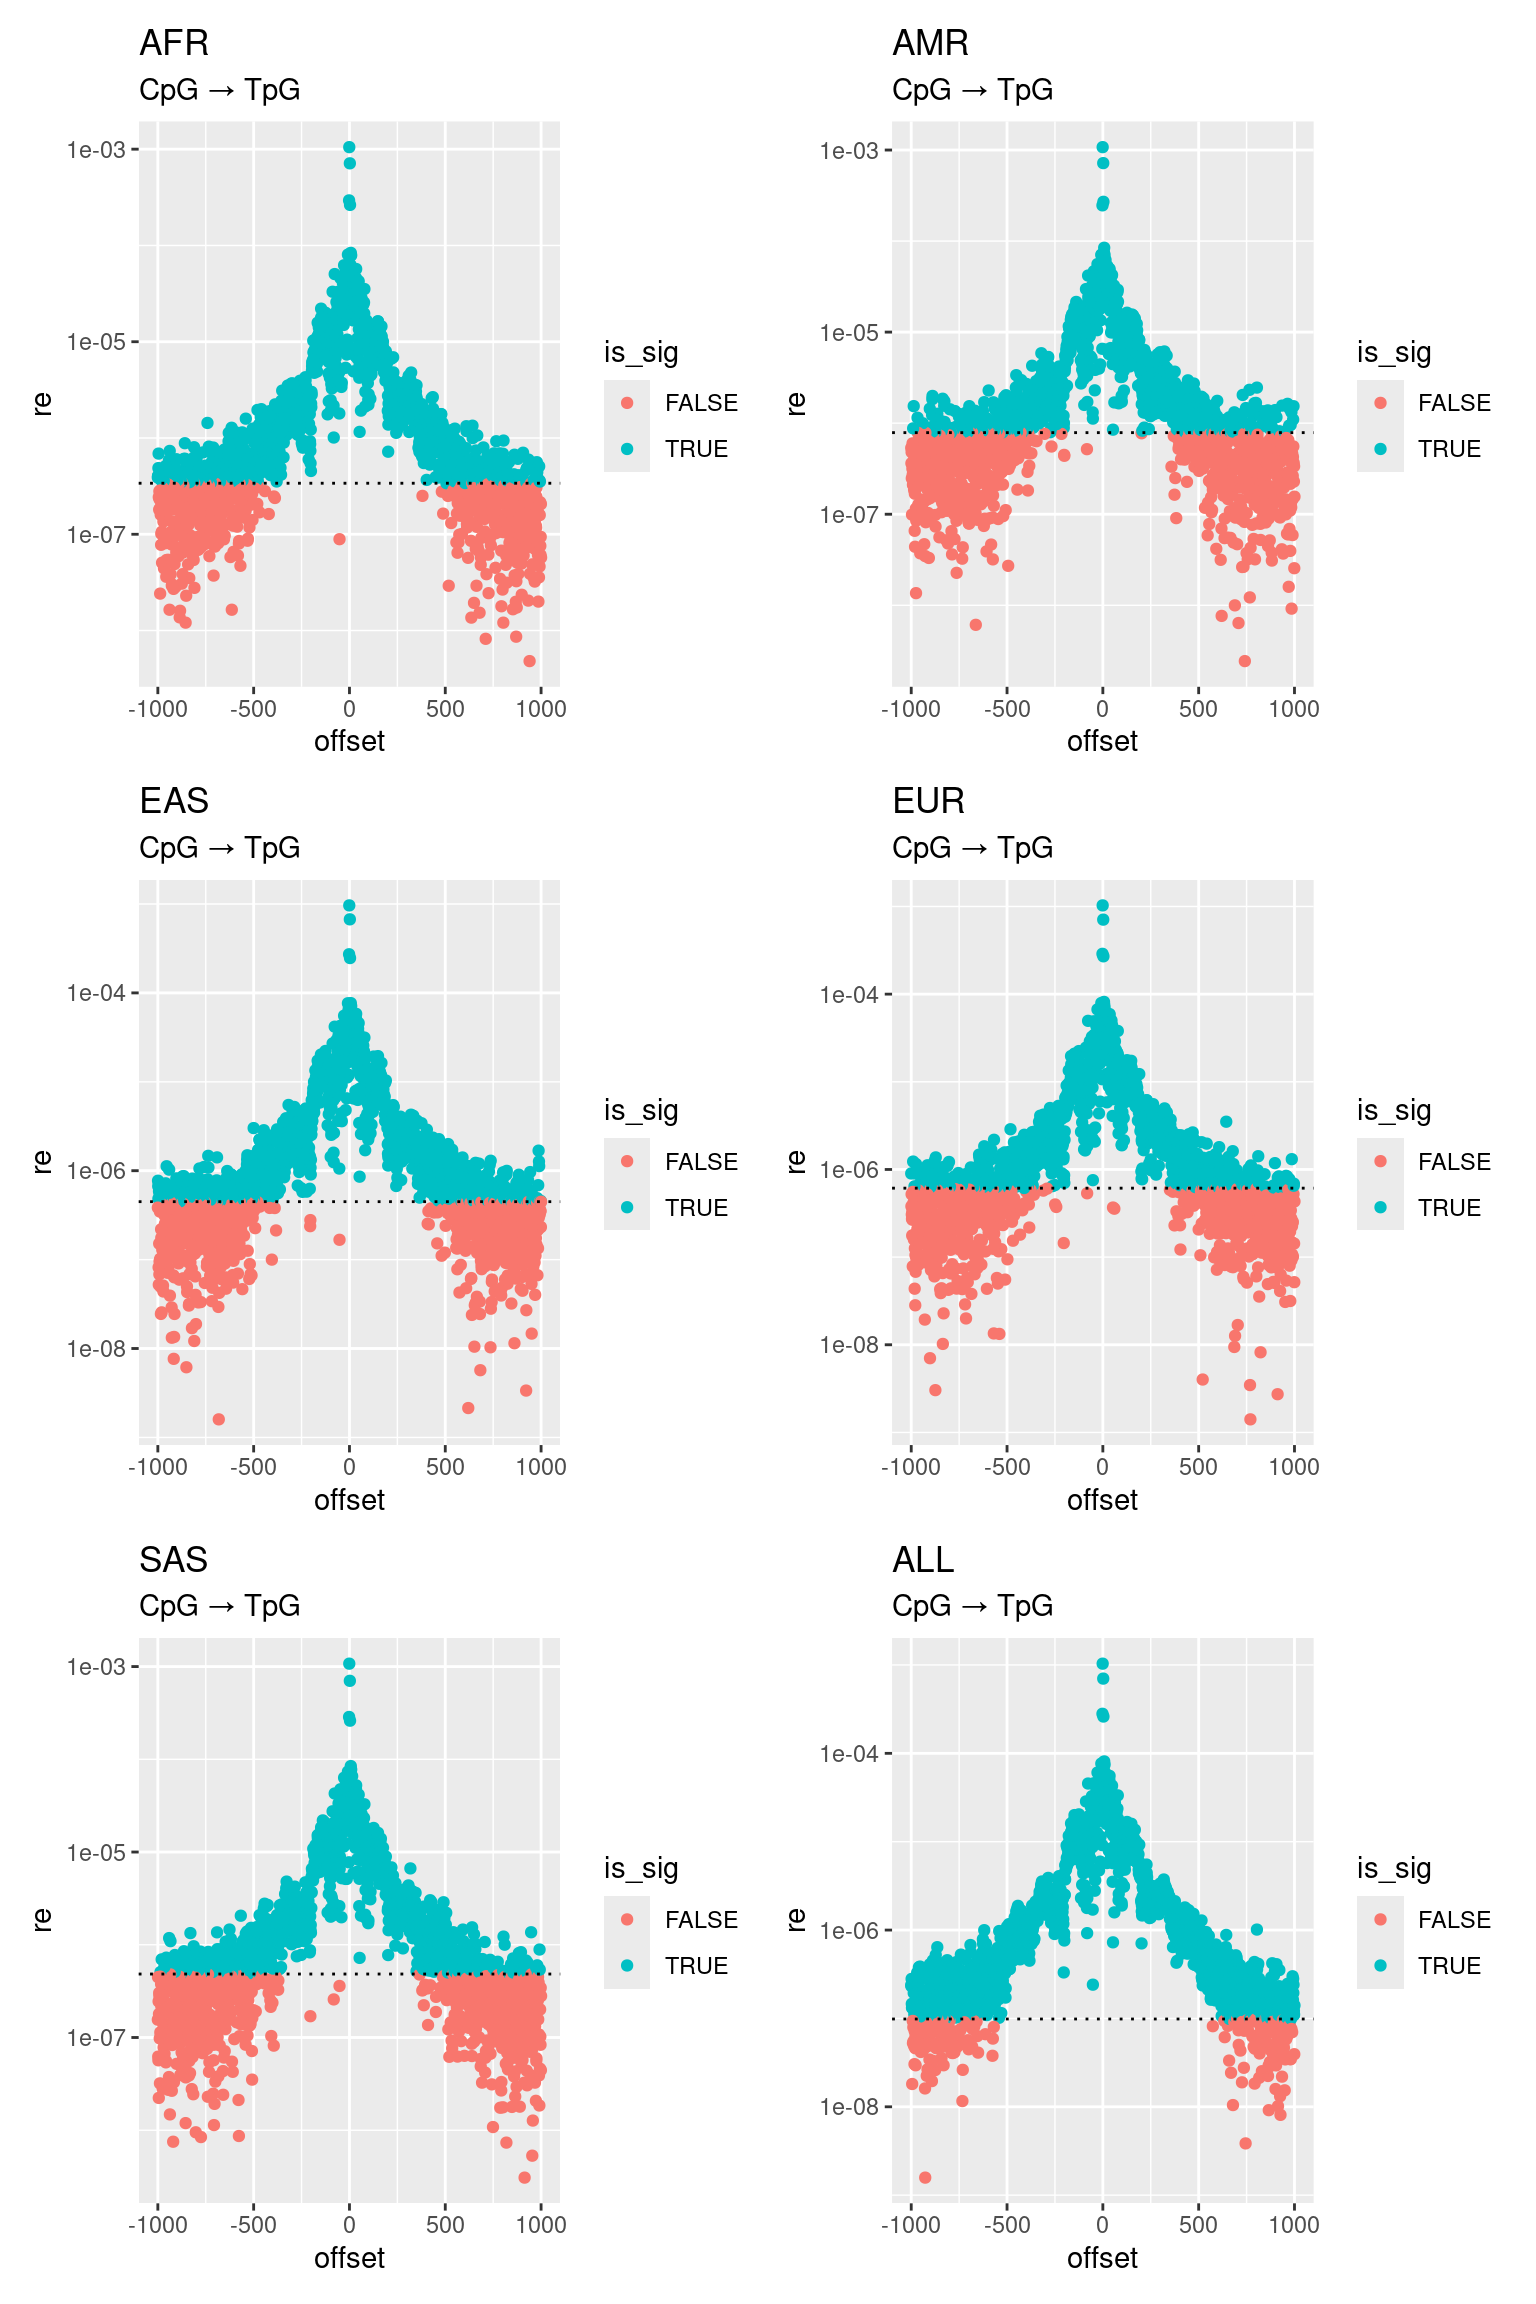 AFR
CpG → TpG
1e-03
1e-05
1e-07
re
-1000 -500 0 500 1000
offset
is_sig
FALSE
TRUE
AMR
CpG → TpG
1e-03
1e-05
1e-07
re
-1000 -500 0 500 1000
offset
is_sig
FALSE
TRUE
EAS
CpG → TpG
1e-04
1e-06
1e-08
re
-1000 -500 0 500 1000
offset
is_sig
FALSE
TRUE
EUR
CpG → TpG
1e-04
1e-06
1e-08
re
-1000 -500 0 500 1000
offset
is_sig
FALSE
TRUE
SAS
CpG → TpG
1e-03
1e-05
1e-07
re
-1000 -500 0 500 1000
offset
is_sig
FALSE
TRUE
ALL
CpG → TpG
1e-04
1e-06
1e-08
re
-1000 -500 0 500 1000
offset
is_sig
FALSE
TRUE